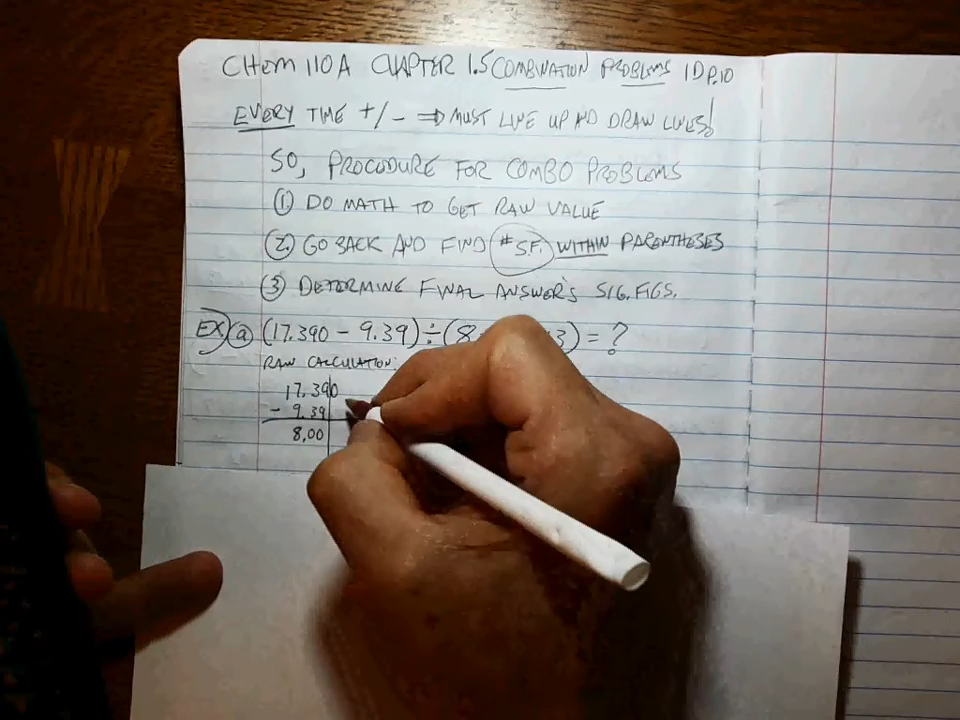 CHEM 110A CHAPTER 1.5 COMBINATION PROBLEMS 1D P.10
EVERY TIME +/- ⇒ MUST LINE UP AND DRAW LINES!
SO, PROCEDURE FOR COMBO PROBLEMS
① DO MATH TO GET RAW VALUE
② GO BACK AND FIND #S.F. WITHIN PARENTHESES
③ DETERMINE FINAL ANSWER'S SIG. FIGS.
EX) ⓐ (17.390 - 9.39) ÷ (8 3) = ?
RAW CALCULATION:
17.390
- 9.39
8.00